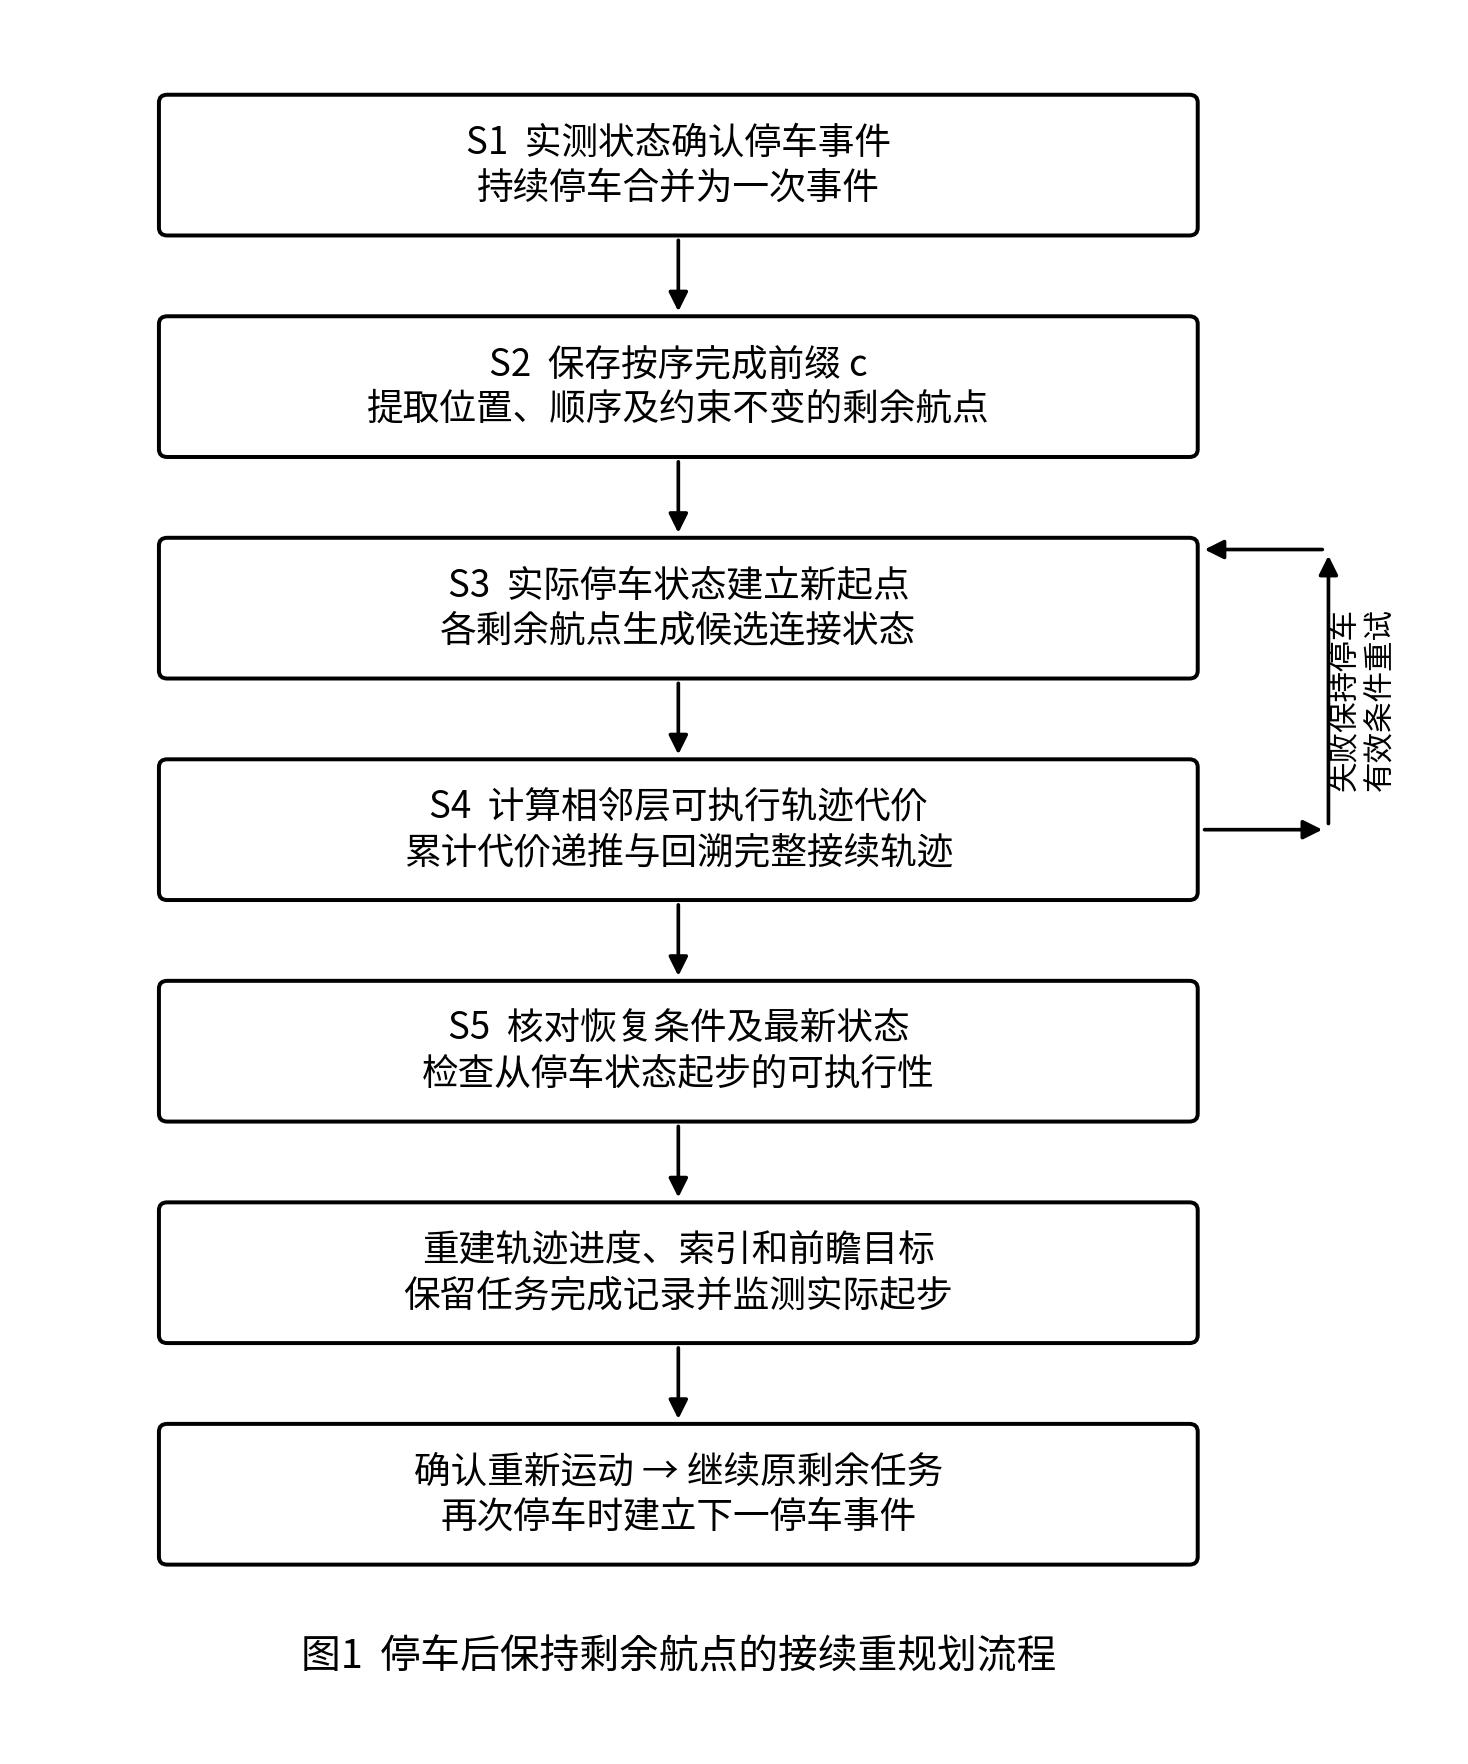 S1 实测状态确认停车事件
持续停车合并为一次事件
S2 保存按序完成前缀 c
提取位置、顺序及约束不变的剩余航点
S3 实际停车状态建立新起点
各剩余航点生成候选连接状态
失败保持停车
有效条件重试
S4 计算相邻层可执行轨迹代价
累计代价递推与回溯完整接续轨迹
S5 核对恢复条件及最新状态
检查从停车状态起步的可执行性
重建轨迹进度、索引和前瞻目标
保留任务完成记录并监测实际起步
确认重新运动 → 继续原剩余任务
再次停车时建立下一停车事件
图1 停车后保持剩余航点的接续重规划流程